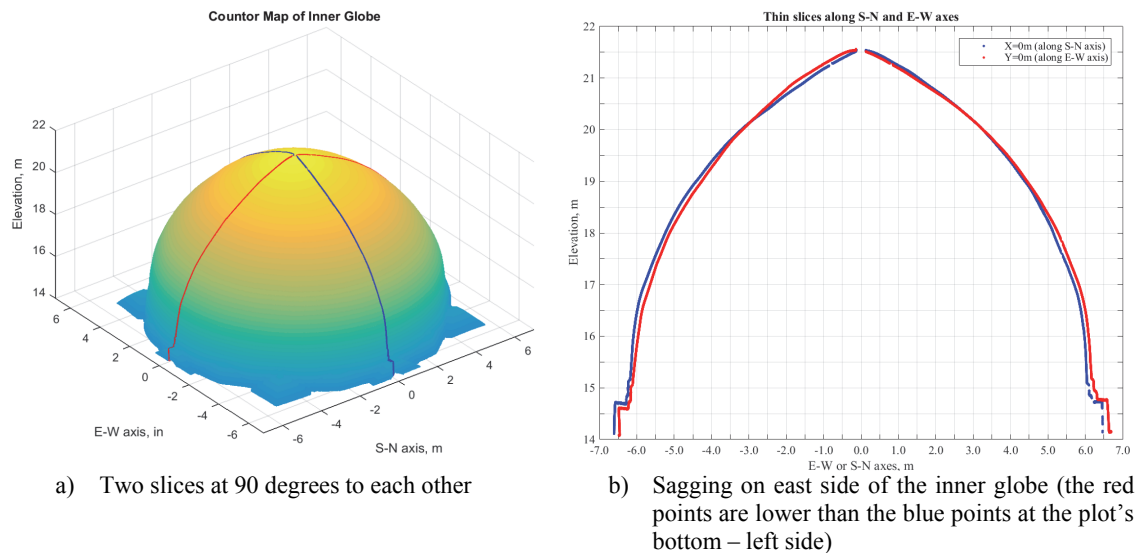 Countor Map of Inner Globe
22
20
18
16
14
Elevation, m
6
4
2
0
-2
-4
-6
E-W axis, in
-6
-4
-2
0
2
4
6
S-N axis, m
a) Two slices at 90 degrees to each other
Thin slices along S-N and E-W axes
X=0m (along S-N axis)
Y=0m (along E-W axis)
22
21
20
19
18
17
16
15
14
Elevation, m
-7.0 -6.0 -5.0 -4.0 -3.0 -2.0 -1.0 0.0 1.0 2.0 3.0 4.0 5.0 6.0 7.0
E-W or S-N axes, m
b) Sagging on east side of the inner globe (the red
points are lower than the blue points at the plot's
bottom – left side)